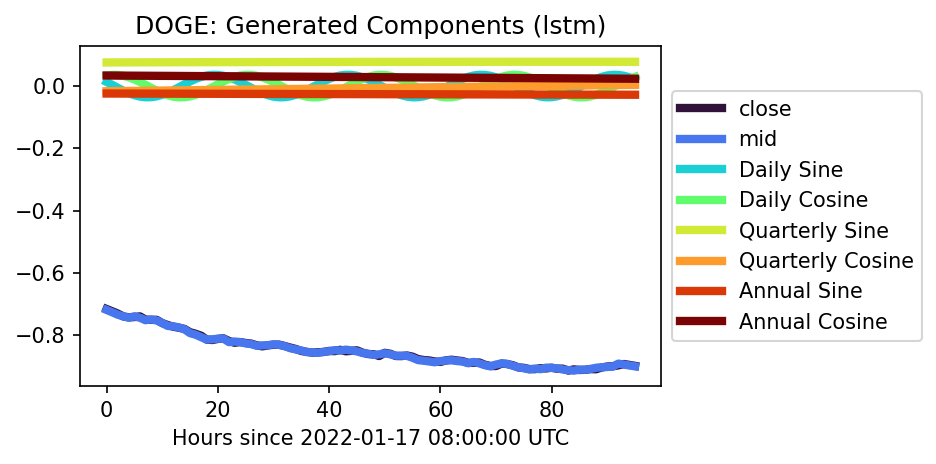 DOGE: Generated Components (lstm)
0.0
−0.2
−0.4
−0.6
−0.8
0 20 40 60 80
Hours since 2022-01-17 08:00:00 UTC
close
mid
Daily Sine
Daily Cosine
Quarterly Sine
Quarterly Cosine
Annual Sine
Annual Cosine